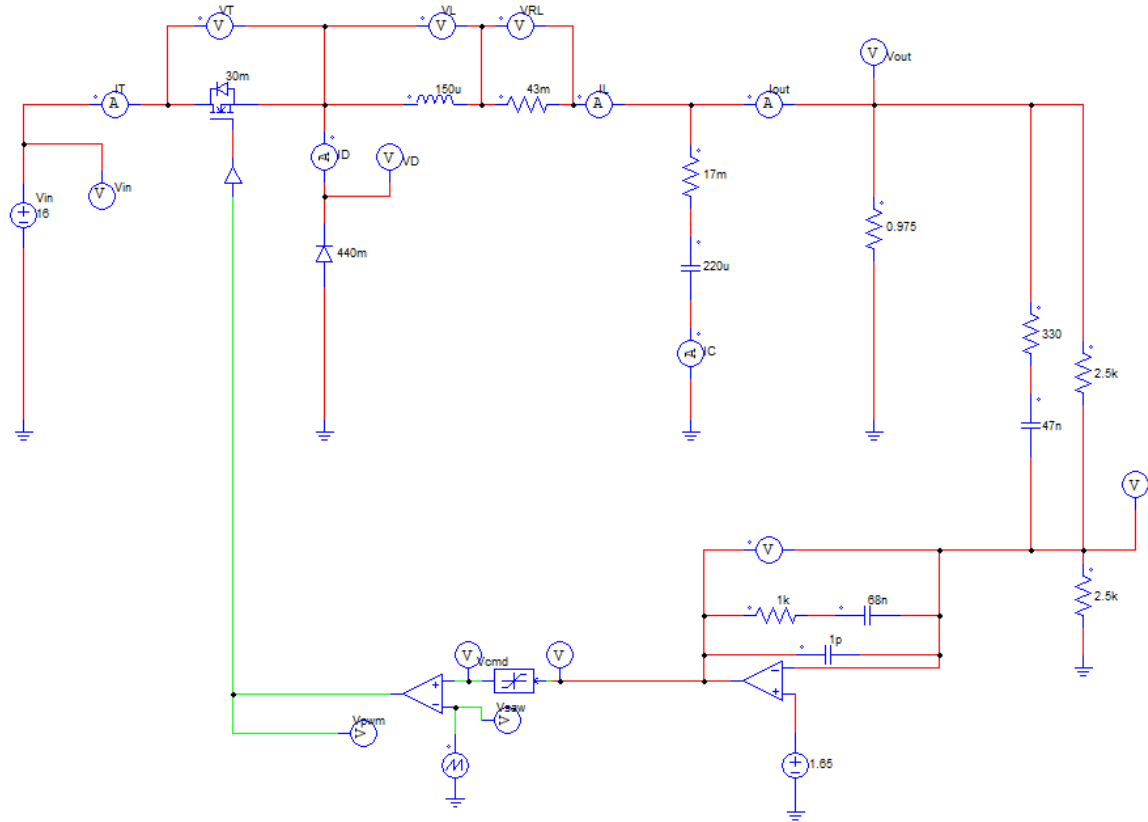 VT
VL
VRL
30m
150u
43m
IT
IL
Iout
Vout
A
V
Vin
Vin
16
ID
VD
440m
17m
220u
IC
0.975
330
47n
2.5k
2.5k
1k
68n
1p
Vcmd
Vsaw
Vpwm
1.65